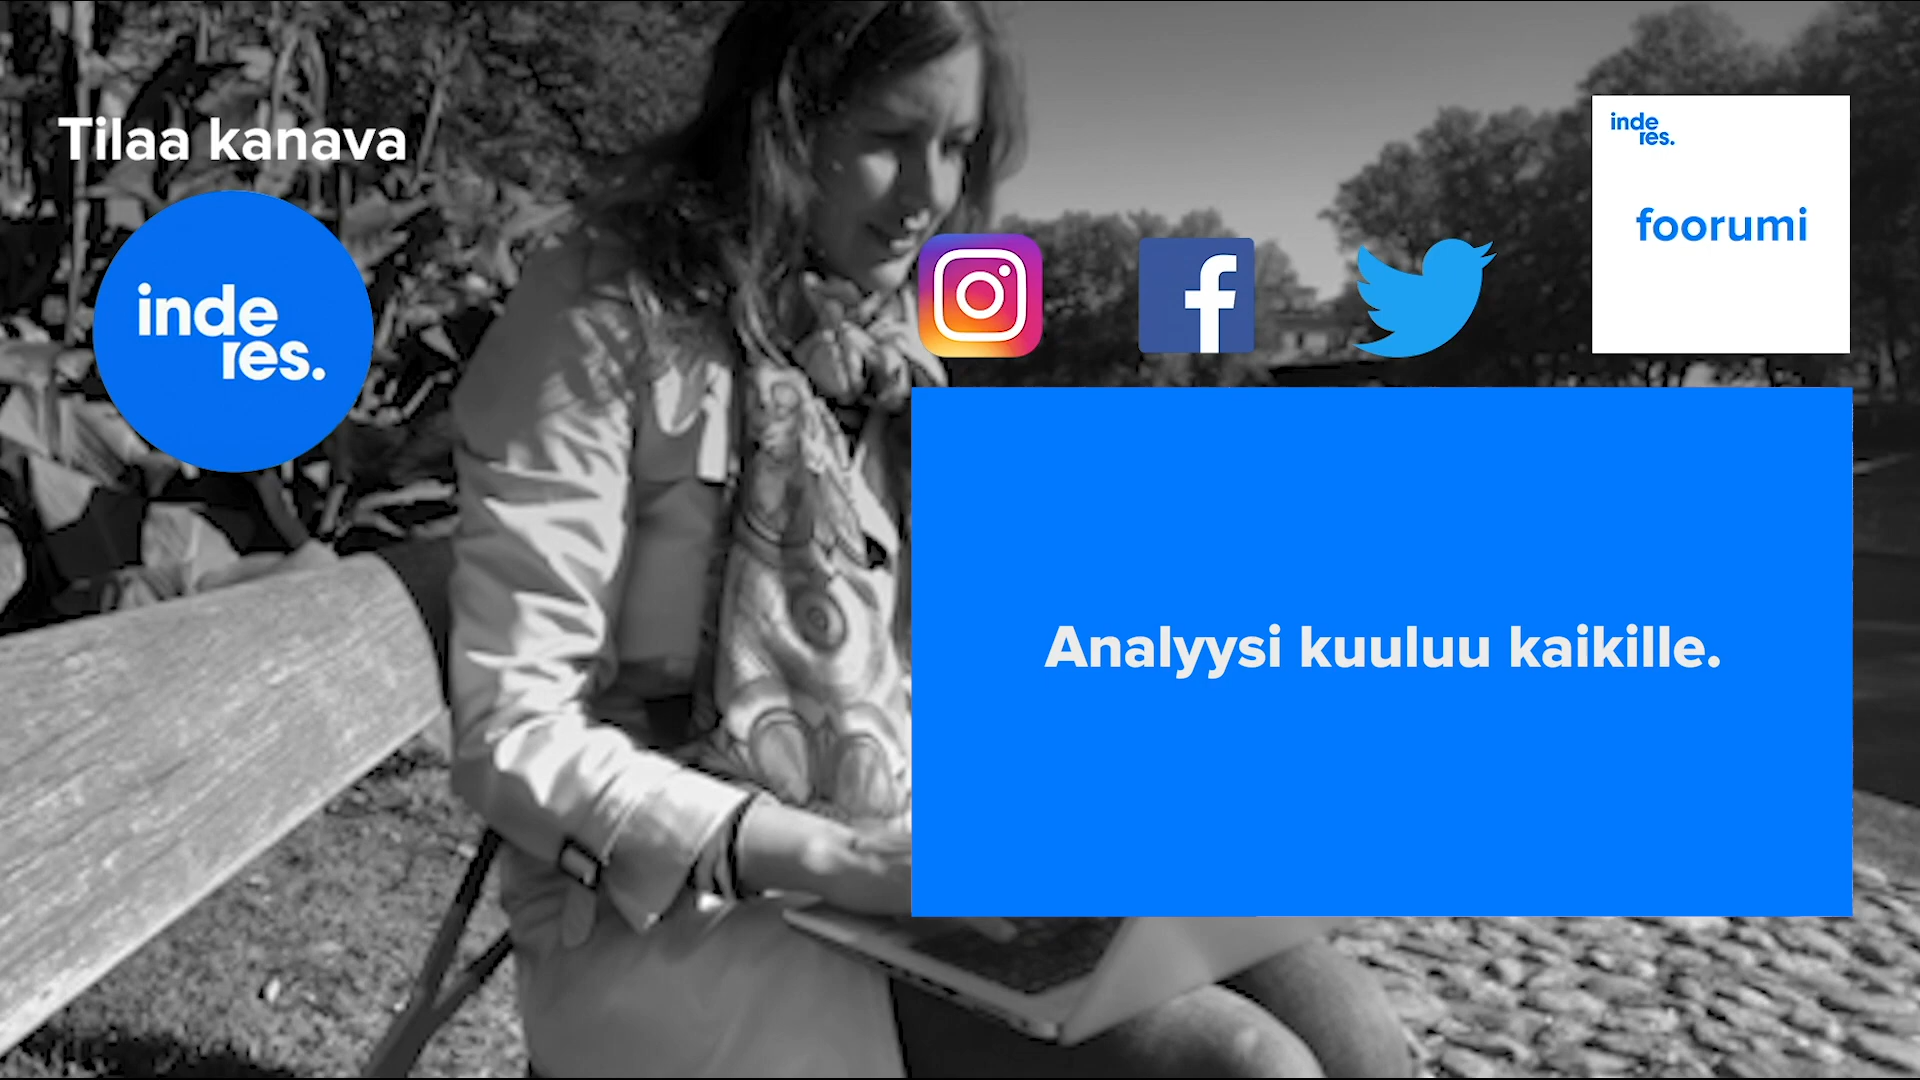 Tilaa kanava
inde
res.
inde
res.
foorumi
Analyysi kuuluu kaikille.